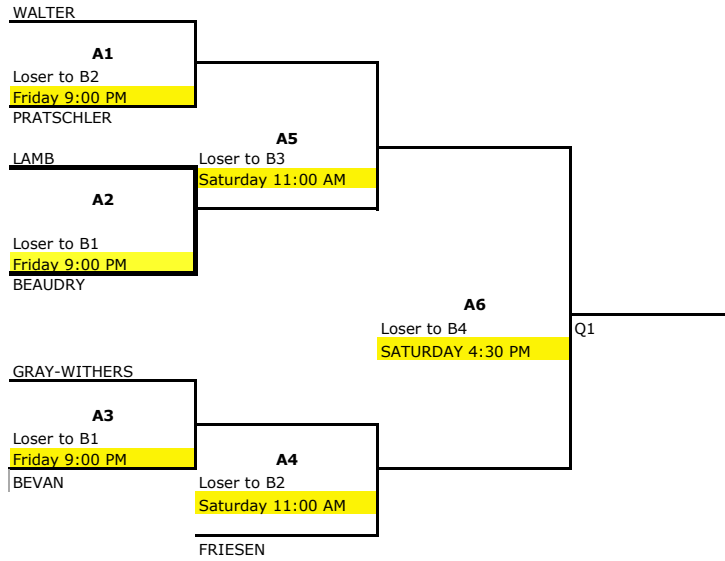 WALTER
A1
Loser to B2
Friday 9:00 PM
PRATSCHLER
A5
LAMB
Loser to B3
Saturday 11:00 AM
A2
Loser to B1
Friday 9:00 PM
BEAUDRY
A6
Loser to B4
Q1
SATURDAY 4:30 PM
GRAY-WITHERS
A3
Loser to B1
Friday 9:00 PM
A4
BEVAN
Loser to B2
Saturday 11:00 AM
FRIESEN